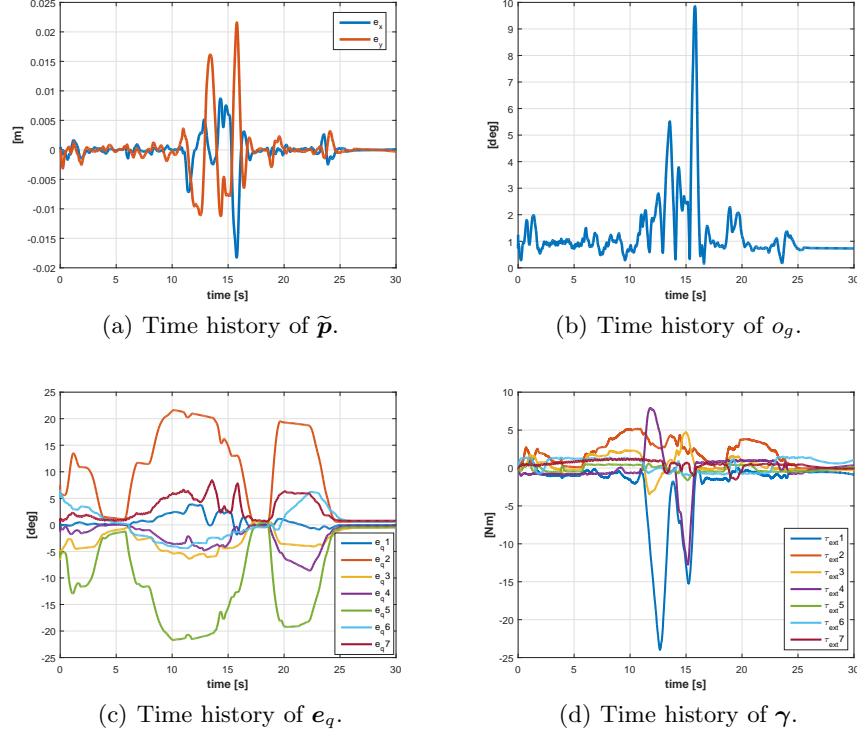 0.025
0.02
0.015
0.01
0.005
0
-0.005
-0.01
-0.015
-0.02
[m]
e_x
e_y
0 5 10 15 20 25 30
time [s]
(a) Time history of p̃.
10
9
8
7
6
5
4
3
2
1
0
[deg]
0 5 10 15 20 25 30
time [s]
(b) Time history of o_g.
25
20
15
10
5
0
-5
-10
-15
-20
-25
[deg]
e_q1
e_q2
e_q3
e_q4
e_q5
e_q6
e_q7
0 5 10 15 20 25 30
time [s]
(c) Time history of e_q.
10
5
0
-5
-10
-15
-20
-25
[Nm]
τ_ext1
τ_ext2
τ_ext3
τ_ext4
τ_ext5
τ_ext6
τ_ext7
0 5 10 15 20 25 30
time [s]
(d) Time history of γ.